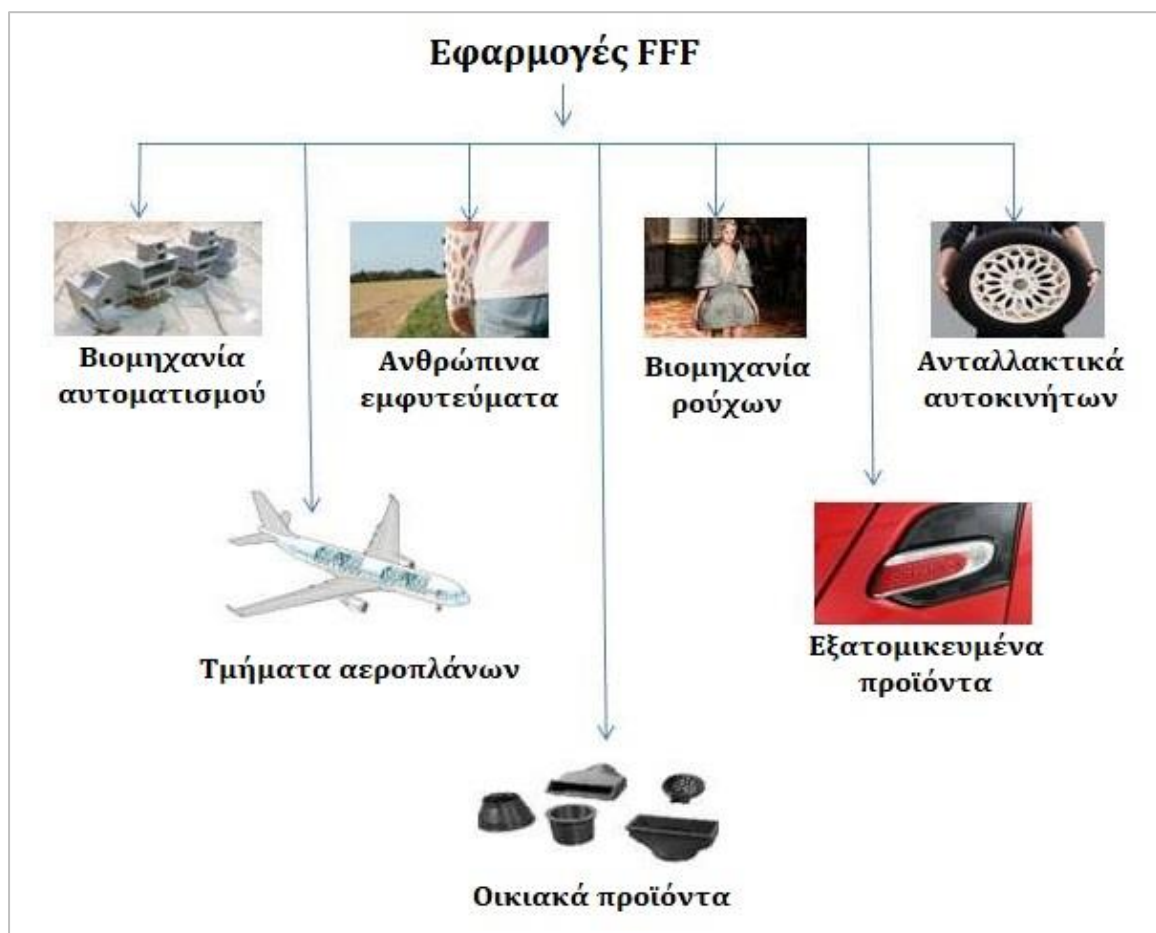 Εφαρμογές FFF
Βιομηχανία
αυτοματισμού
Ανθρώπινα
εμφυτεύματα
Βιομηχανία
ρούχων
Ανταλλακτικά
αυτοκινήτων
Τμήματα αεροπλάνων
Εξατομικευμένα
προϊόντα
Οικιακά προϊόντα